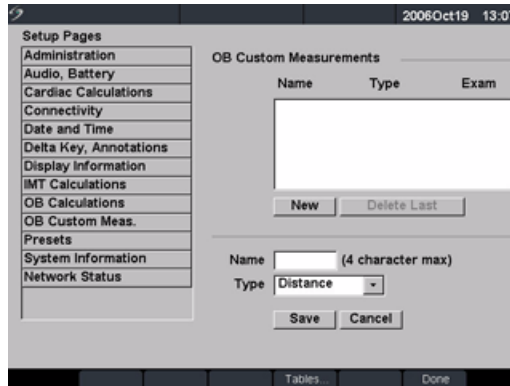 2006Oct19 13:07
Setup Pages
Administration
Audio, Battery
Cardiac Calculations
Connectivity
Date and Time
Delta Key, Annotations
Display Information
IMT Calculations
OB Calculations
OB Custom Meas.
Presets
System Information
Network Status
OB Custom Measurements
Name Type Exam
New Delete Last
Name (4 character max)
Type Distance
Save Cancel
Tables... Done